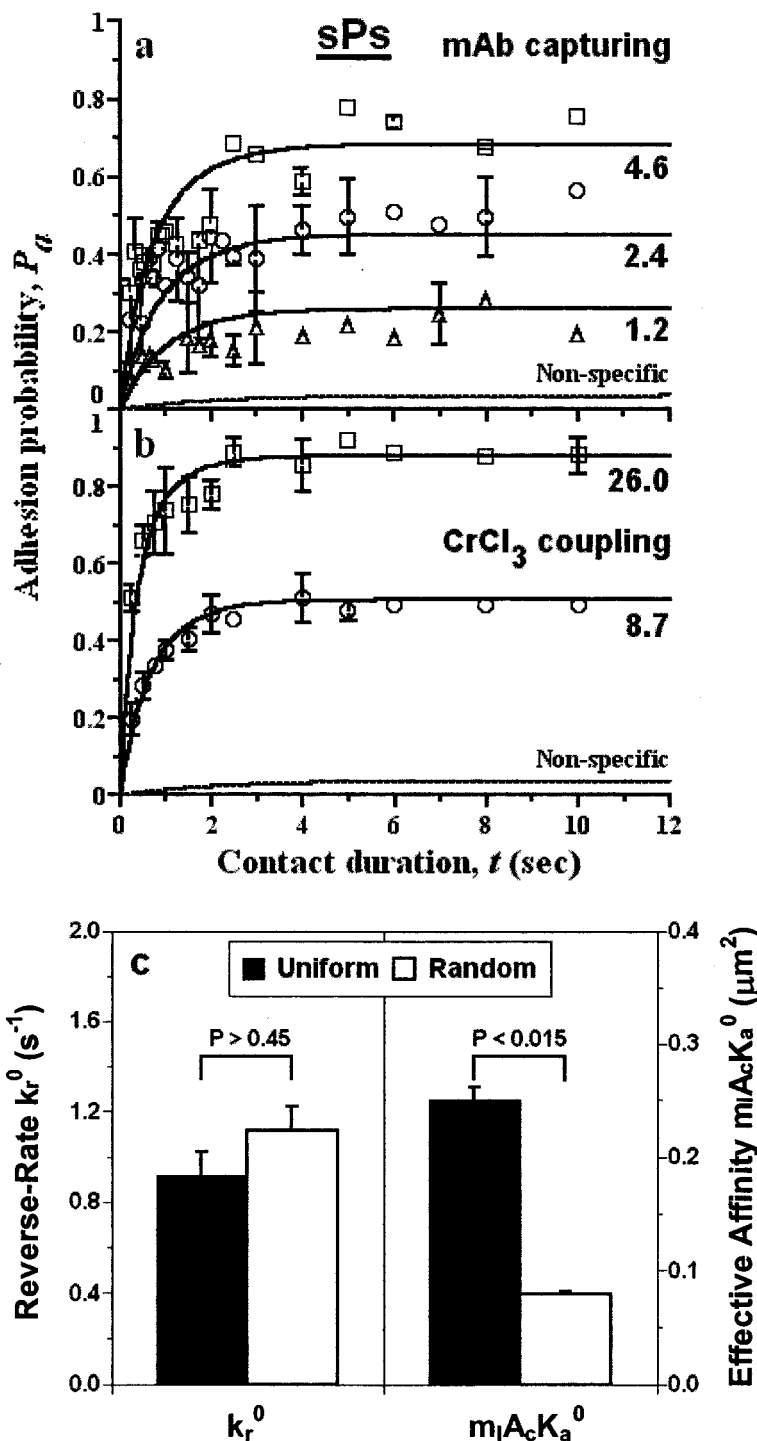 a
sPs
mAb capturing
1
0.8
0.6
0.4
0.2
0
4.6
2.4
1.2
Non-specific
Adhesion probability, Pa
b
1
0.8
0.6
0.4
0.2
0
26.0
CrCl3 coupling
8.7
Non-specific
0 2 4 6 8 10 12
Contact duration, t (sec)
c
Uniform Random
2.0
1.6
1.2
0.8
0.4
0.0
Reverse-Rate kr⁰ (s⁻¹)
P > 0.45
P < 0.015
0.4
0.3
0.2
0.1
0.0
Effective Affinity mlAcKa⁰ (µm²)
kr⁰ mlAcKa⁰